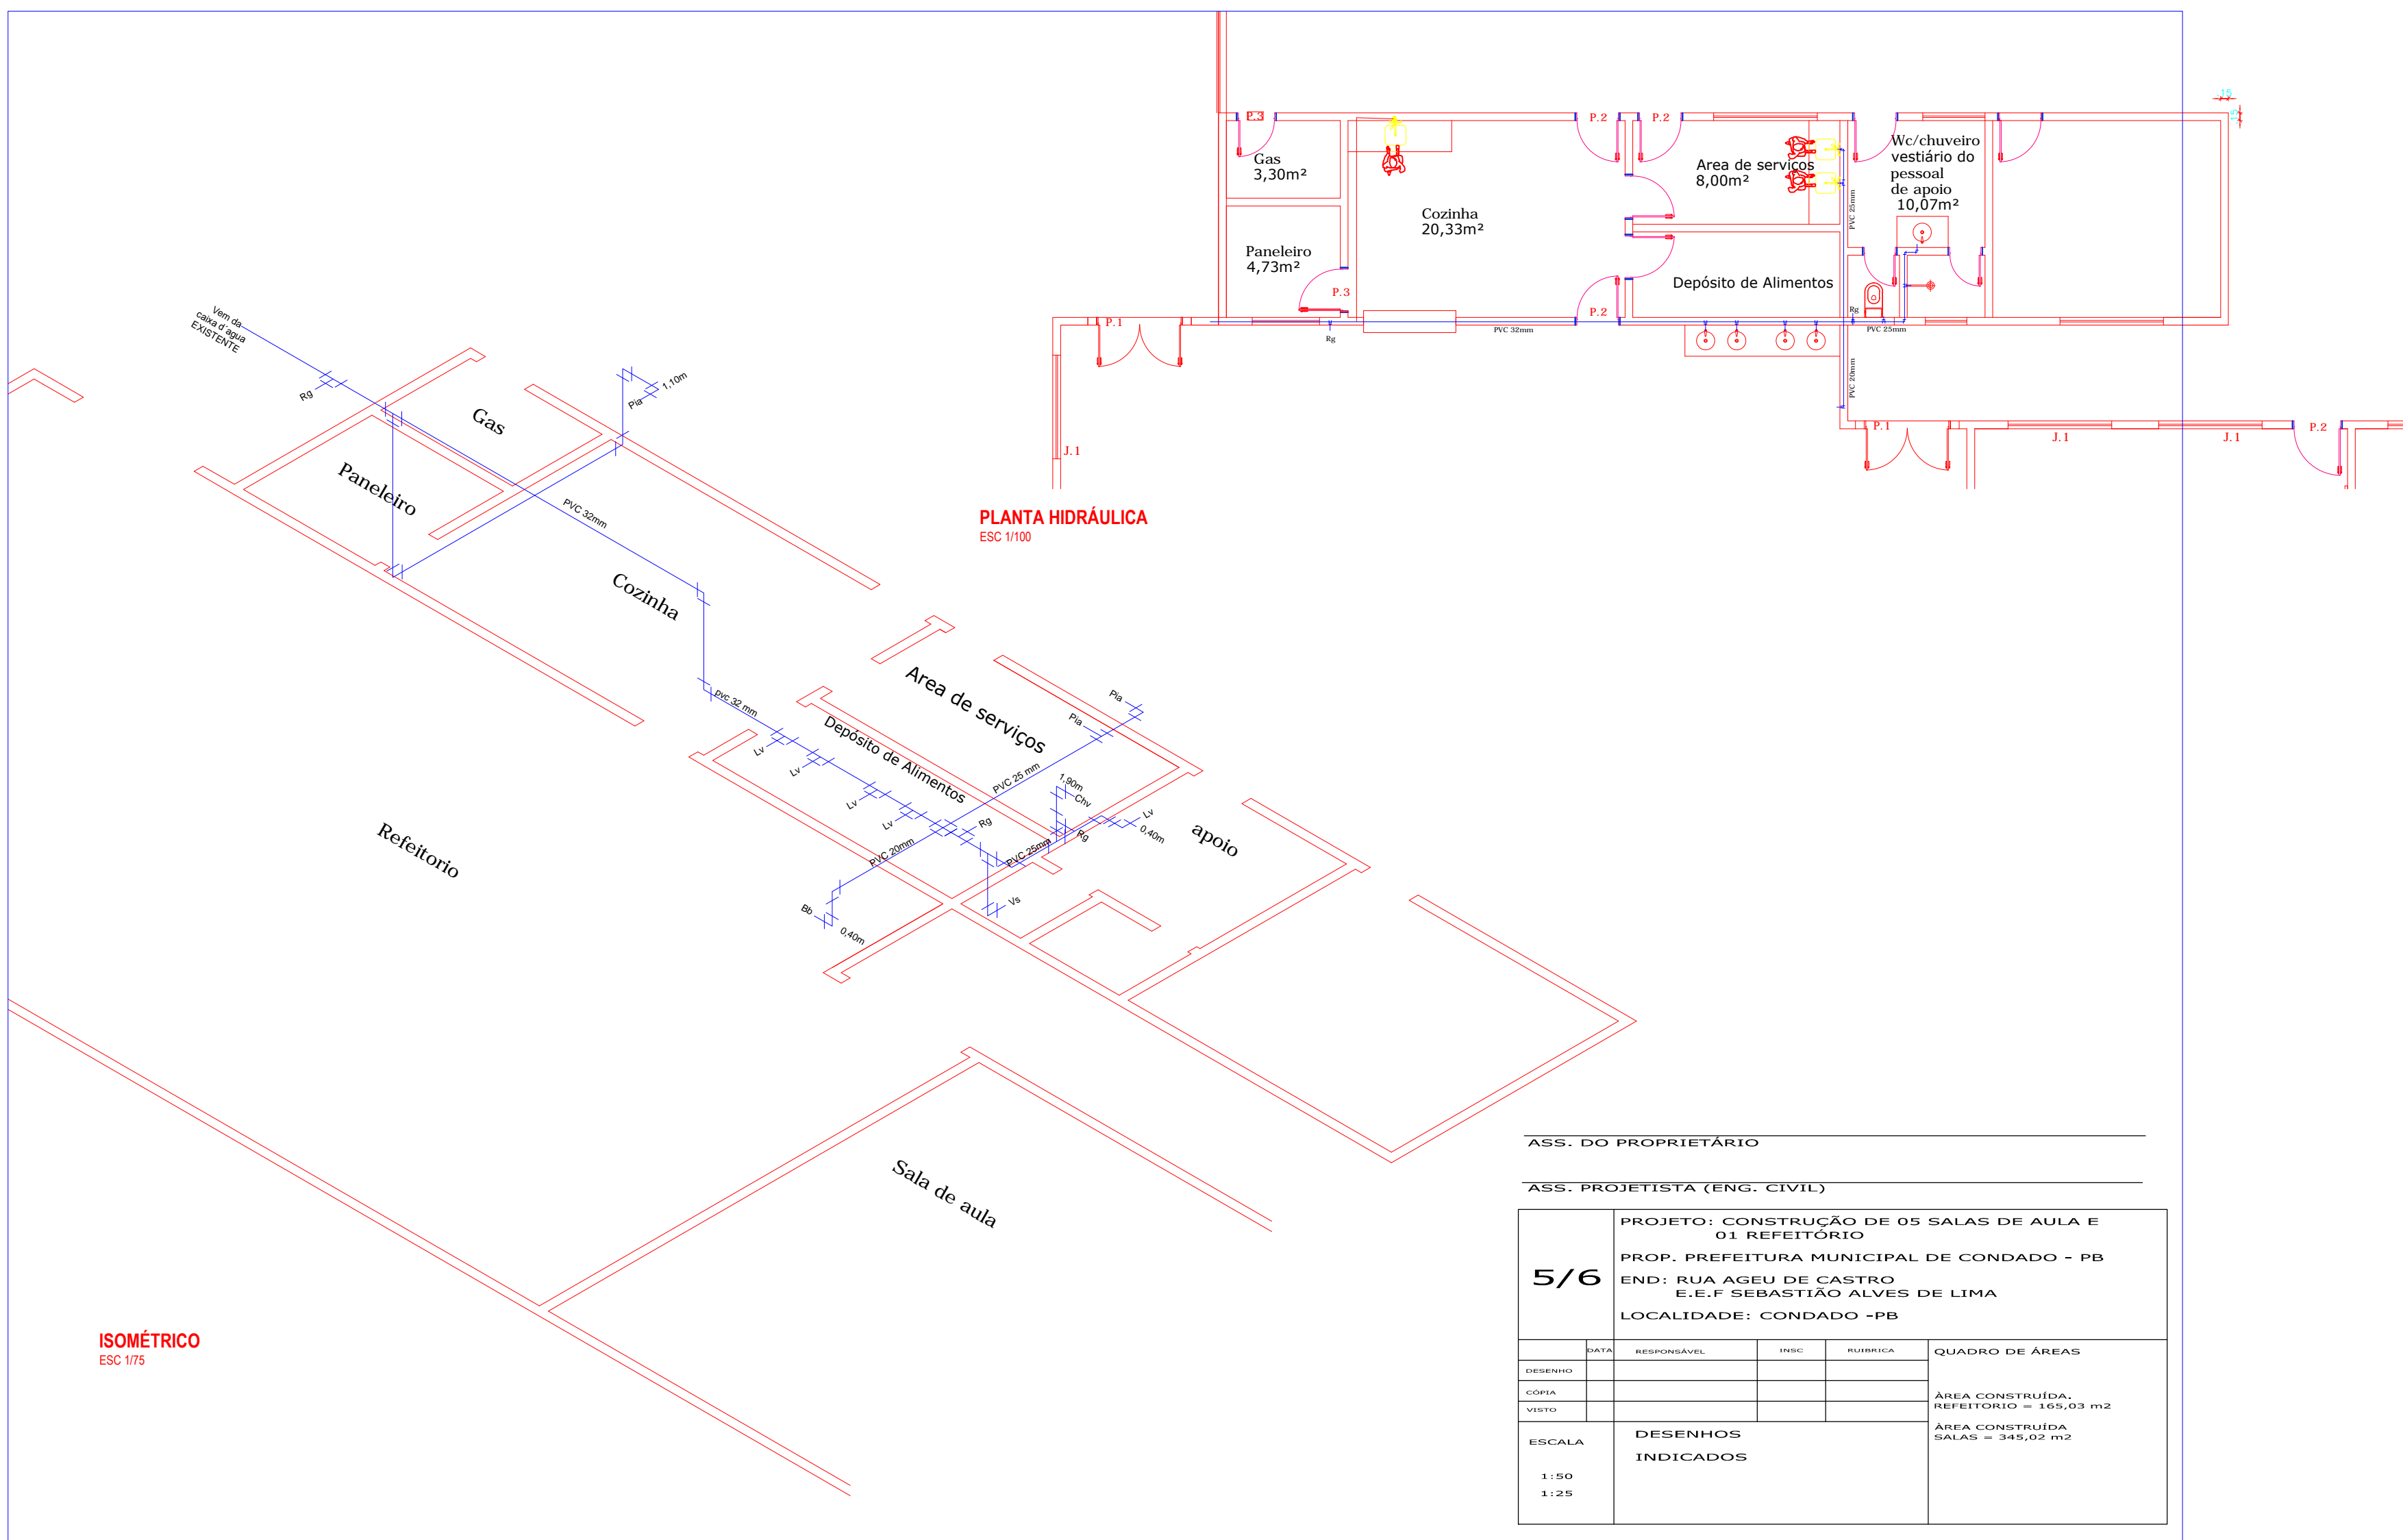 15
15
P.3
P.2
P.2
Gas
3,30m²
Area de serviços
8,00m²
Wc/chuveiro
vestiário do
pessoal
de apoio
10,07m²
PVC 25mm
Cozinha
20,33m²
Paneleiro
4,73m²
P.3
Depósito de Alimentos
P.1
P.2
Rg
Rg
PVC 32mm
PVC 25mm
PVC 20mm
J.1
P.1
J.1
J.1
P.2
PLANTA HIDRÁULICA
ESC 1/100
Vem da
caixa d´agua
EXISTENTE
Rg
1,10m
Pia
Gas
Paneleiro
PVC 32mm
Cozinha
pvc 32 mm
Area de serviços
Pia
Pia
Depósito de Alimentos
Lv
Lv
Lv
Lv
PVC 25 mm
1,90m
Chv
Lv
0,40m
Rg
Rg
apoio
PVC 20mm
PVC 25mm
Vs
Bb
0,40m
Refeitorio
Sala de aula
ISOMÉTRICO
ESC 1/75
ASS. DO PROPRIETÁRIO
ASS. PROJETISTA (ENG. CIVIL)
5/6
PROJETO: CONSTRUÇÃO DE 05 SALAS DE AULA E
01 REFEITÓRIO
PROP. PREFEITURA MUNICIPAL DE CONDADO - PB
END: RUA AGEU DE CASTRO
E.E.F SEBASTIÃO ALVES DE LIMA
LOCALIDADE: CONDADO -PB
DATA RESPONSÁVEL INSC RUIBRICA
DESENHO
CÓPIA
VISTO
QUADRO DE ÁREAS
ÀREA CONSTRUÍDA.
REFEITORIO = 165,03 m2
ÀREA CONSTRUÍDA
SALAS = 345,02 m2
ESCALA
1:50
1:25
DESENHOS
INDICADOS